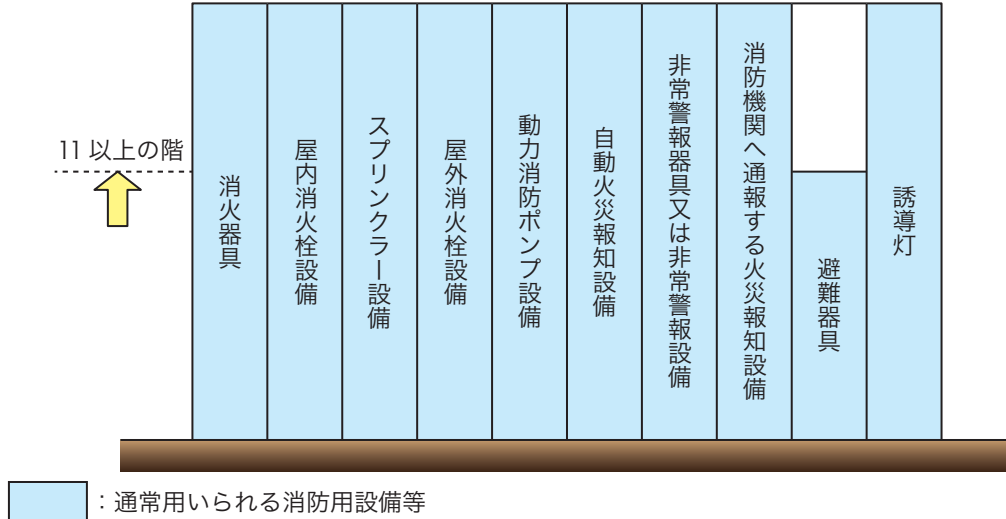 11 以上の階
消火器具
屋内消火栓設備
スプリンクラー設備
屋外消火栓設備
動力消防ポンプ設備
自動火災報知設備
非常警報器具又は非常警報設備
消防機関へ通報する火災報知設備
避難器具
誘導灯
：通常用いられる消防用設備等